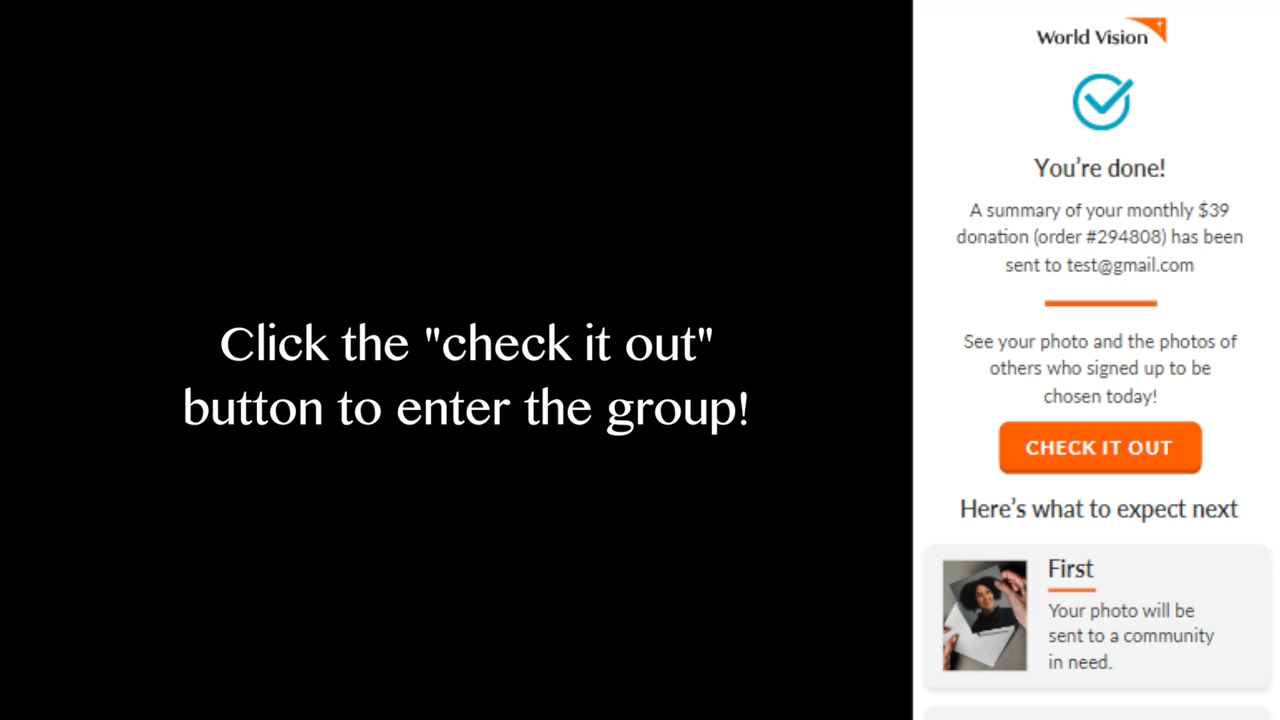 Click the "check it out"
button to enter the group!
World Vision
You're done!
A summary of your monthly $39
donation (order #294808) has been
sent to test@gmail.com
See your photo and the photos of
others who signed up to be
chosen today!
CHECK IT OUT
Here's what to expect next
First
Your photo will be
sent to a community
in need.